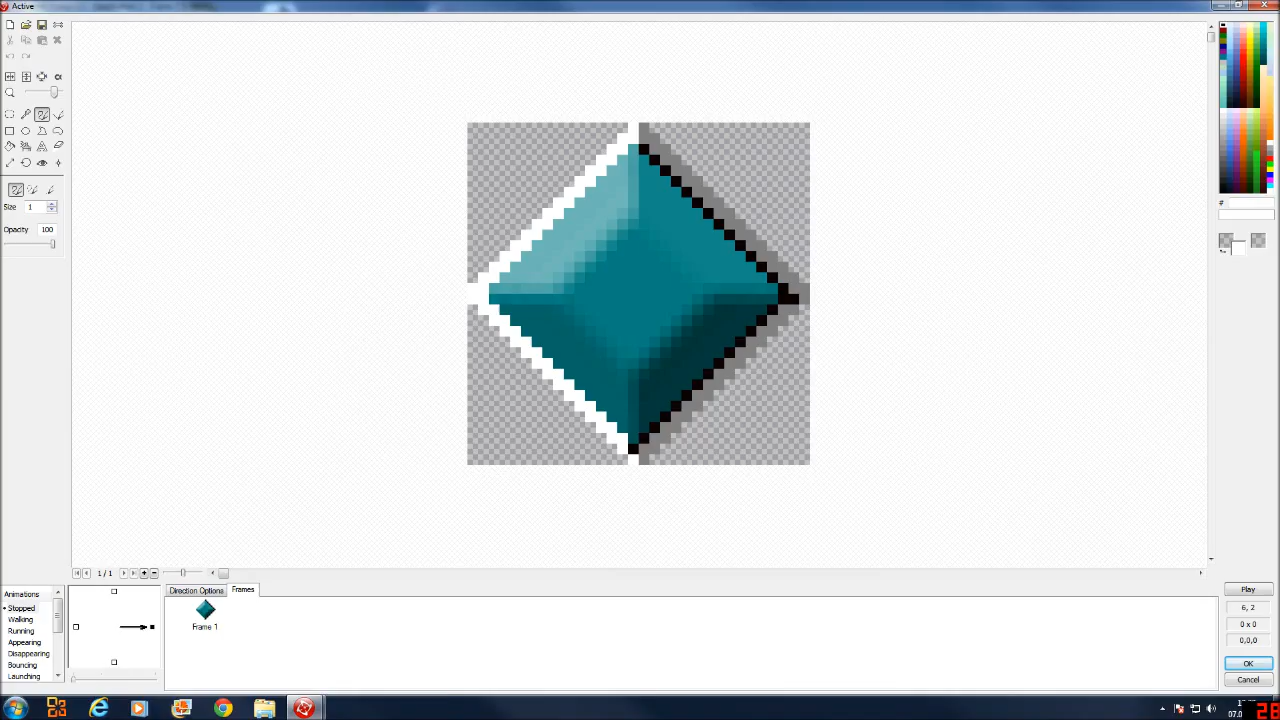 Active
Size 1
Opacity 100
#
1 / 1
Animations
Stopped
Walking
Running
Appearing
Disappearing
Bouncing
Launching
Direction Options
Frames
Frame 1
Play
6, 2
0 x 0
0,0,0
OK
Cancel
28